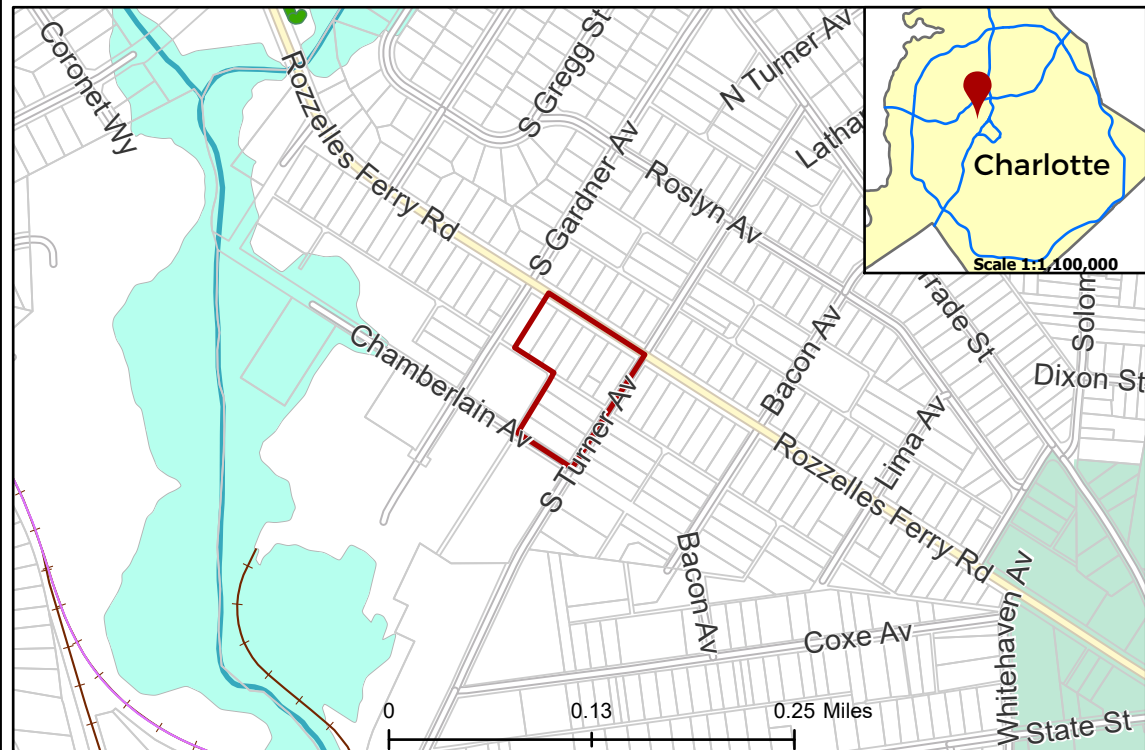 Coronet Wy
Rozzelles Ferry Rd
S Gregg St
N Turner Av
S Gardner Av
Roslyn Av
Charlotte
Scale 1:1,100,000
Chamberlain Av
S Turner Av
Bacon Av
Lima Av
Dixon St
Rozzelles Ferry Rd
Bacon Av
Coxe Av
Whitehaven Av
State St
0
0.13
0.25 Miles